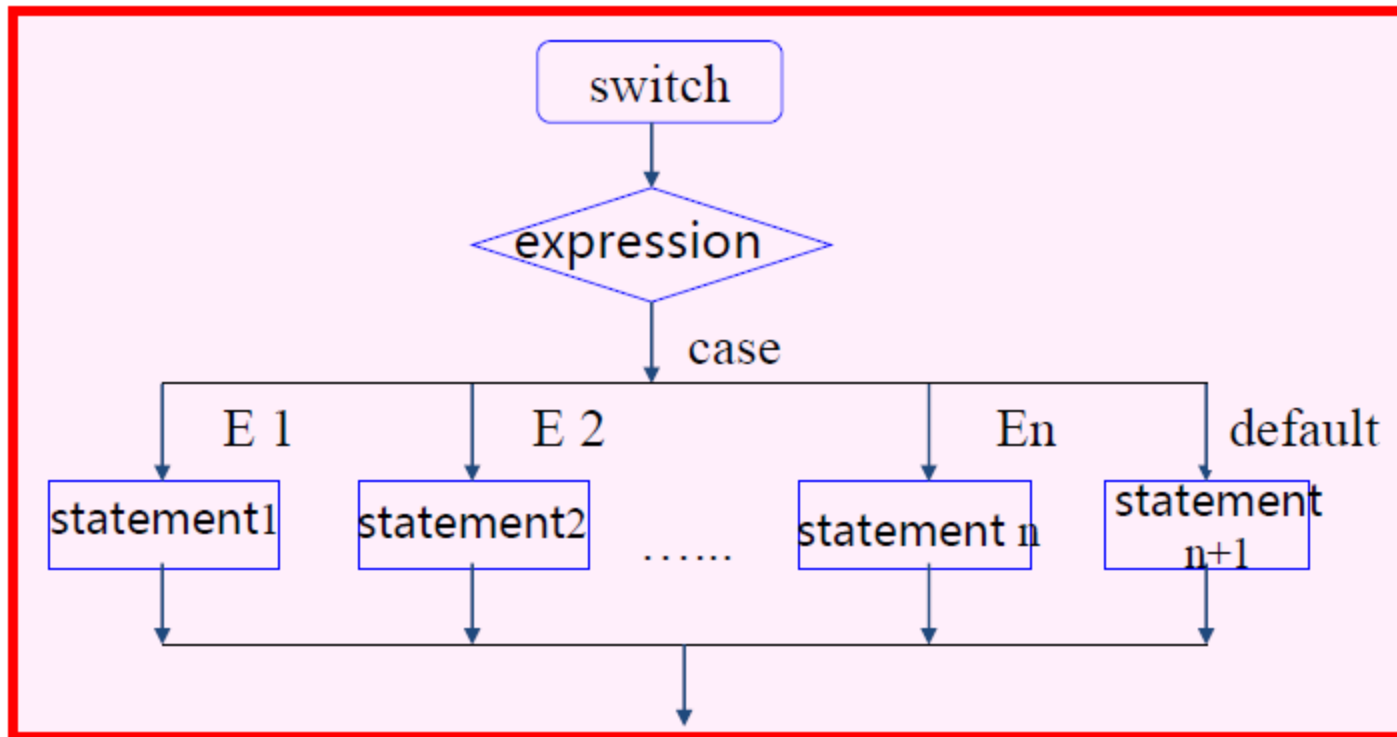 switch
expression
case
E 1
E 2
En
default
statement1
statement2
…...
statement n
statement
n+1